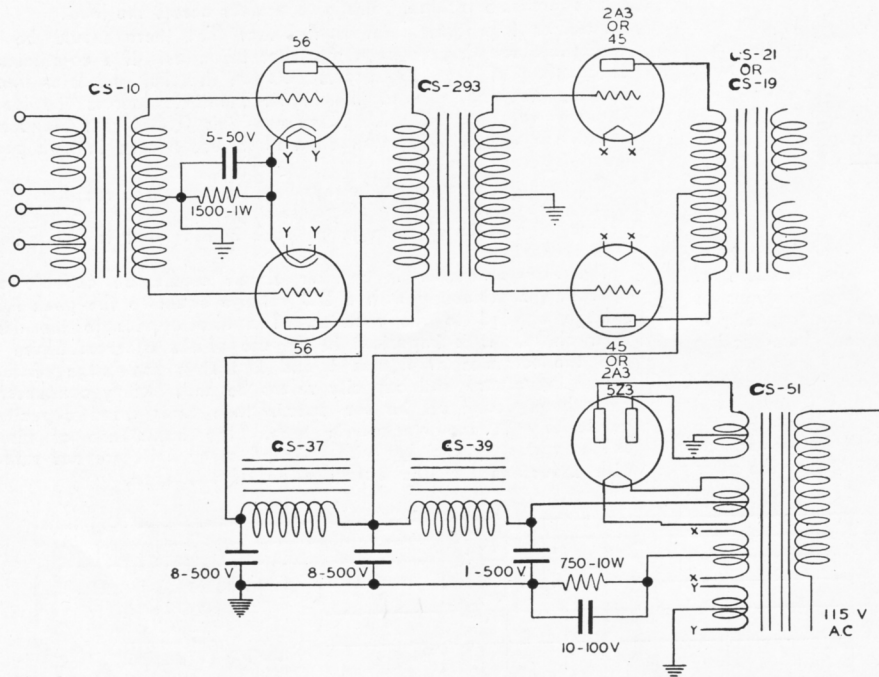 2A3
OR
45
56
CS-10
CS-293
CS-21
OR
CS-19
5-50V
Y Y
X X
1500-1W
Y Y
X X
56
45
OR
2A3
5Z3
CS-51
CS-37
CS-39
X
8-500V
8-500V
1-500V
750-10W
X
Y
10-100V
Y
115 V
A.C